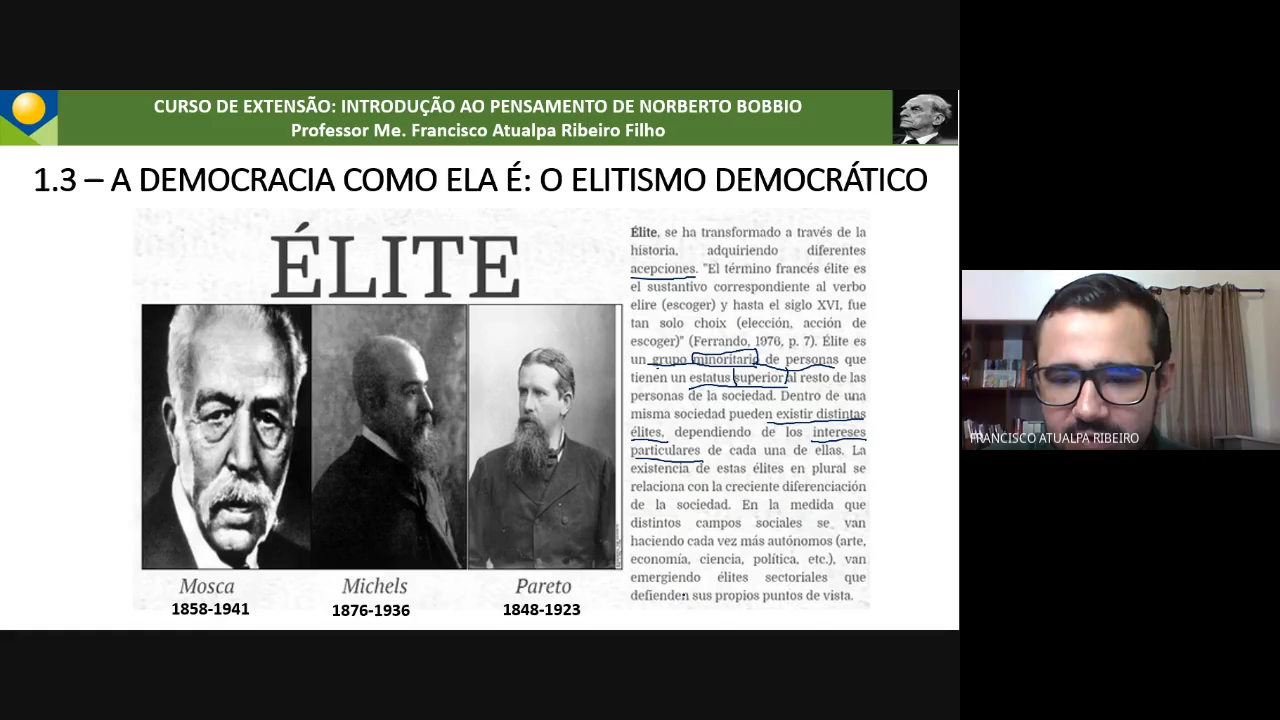 CURSO DE EXTENSÃO: INTRODUÇÃO AO PENSAMENTO DE NORBERTO BOBBIO
Professor Me. Francisco Atualpa Ribeiro Filho
1.3 – A DEMOCRACIA COMO ELA É: O ELITISMO DEMOCRÁTICO
ÉLITE
Mosca
1858-1941
Michels
1876-1936
Pareto
1848-1923
Élite, se ha transformado a través de la
historia, adquiriendo diferentes
acepciones. "El término francés élite es
el sustantivo correspondiente al verbo
elire (escoger) y hasta el siglo XVI, fue
tan solo choix (elección, acción de
escoger)" (Ferrando, 1976, p. 7). Élite es
un grupo minoritario de personas que
tienen un estatus superior al resto de las
personas de la sociedad. Dentro de una
misma sociedad pueden existir distintas
élites, dependiendo de los intereses
particulares de cada una de ellas. La
existencia de estas élites en plural se
relaciona con la creciente diferenciación
de la sociedad. En la medida que
distintos campos sociales se van
haciendo cada vez más autónomos (arte,
economía, ciencia, política, etc.), van
emergiendo élites sectoriales que
defienden sus propios puntos de vista.
FRANCISCO ATUALPA RIBEIRO